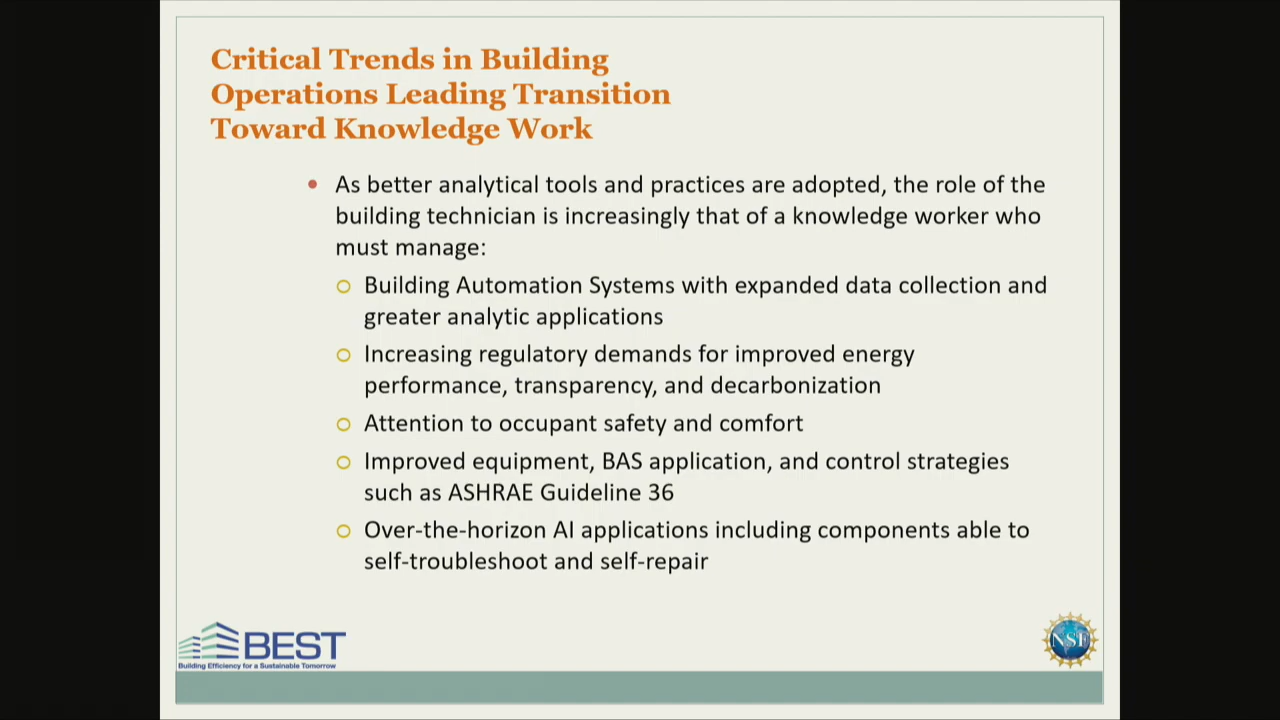 Critical Trends in Building
Operations Leading Transition
Toward Knowledge Work
As better analytical tools and practices are adopted, the role of the
building technician is increasingly that of a knowledge worker who
must manage:
Building Automation Systems with expanded data collection and
greater analytic applications
Increasing regulatory demands for improved energy
performance, transparency, and decarbonization
Attention to occupant safety and comfort
Improved equipment, BAS application, and control strategies
such as ASHRAE Guideline 36
Over-the-horizon AI applications including components able to
self-troubleshoot and self-repair
BEST
Building Efficiency for a Sustainable Tomorrow
NSF